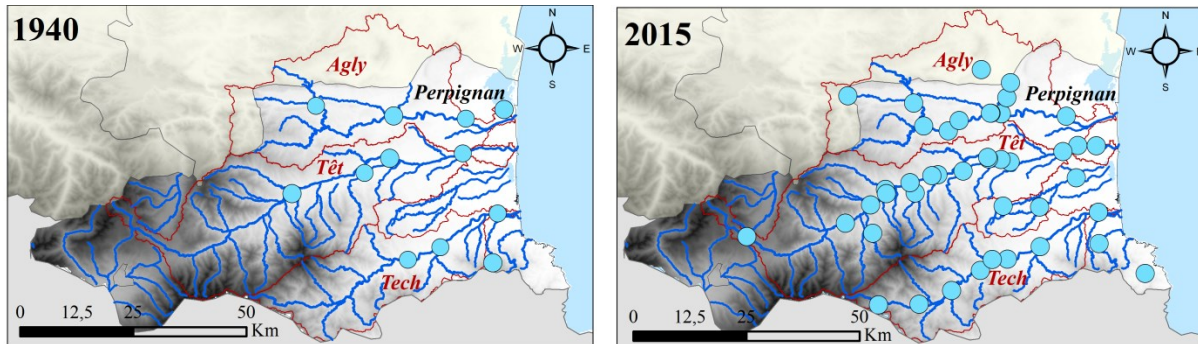 1940
N
W E
S
Agly
Perpignan
Têt
Tech
0 12,5 25 50
Km
2015
N
W
S
Agly
Perpignan
Têt
Tech
0 12,5 25 50
Km